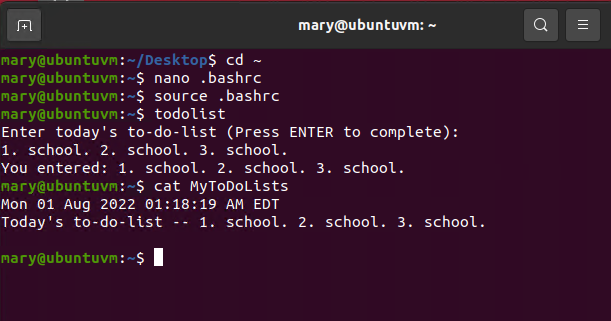 mary@ubuntuvm: ~
mary@ubuntuvm:~/Desktop$ cd ~
mary@ubuntuvm:~$ nano .bashrc
mary@ubuntuvm:~$ source .bashrc
mary@ubuntuvm:~$ todolist
Enter today's to-do-list (Press ENTER to complete):
1. school. 2. school. 3. school.
You entered: 1. school. 2. school. 3. school.
mary@ubuntuvm:~$ cat MyToDoLists
Mon 01 Aug 2022 01:18:19 AM EDT
Today's to-do-list -- 1. school. 2. school. 3. school.
mary@ubuntuvm:~$